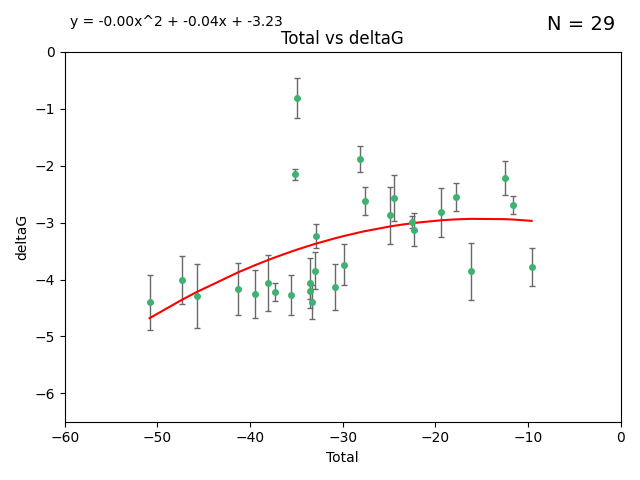 y = -0.00x^2 + -0.04x + -3.23
N = 29
Total vs deltaG
0
−1
−2
−3
−4
−5
−6
deltaG
−60
−50
−40
−30
−20
−10
0
Total